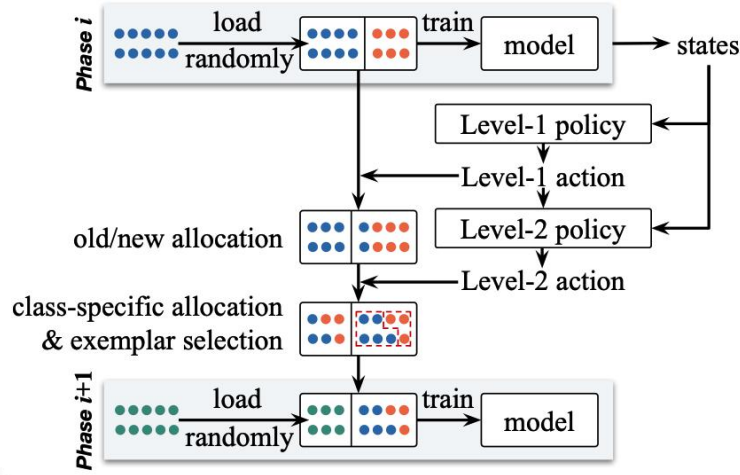 Phase i
load
randomly
train
model
states
Level-1 policy
Level-1 action
old/new allocation
Level-2 policy
Level-2 action
class-specific allocation
& exemplar selection
Phase i+1
load
randomly
train
model